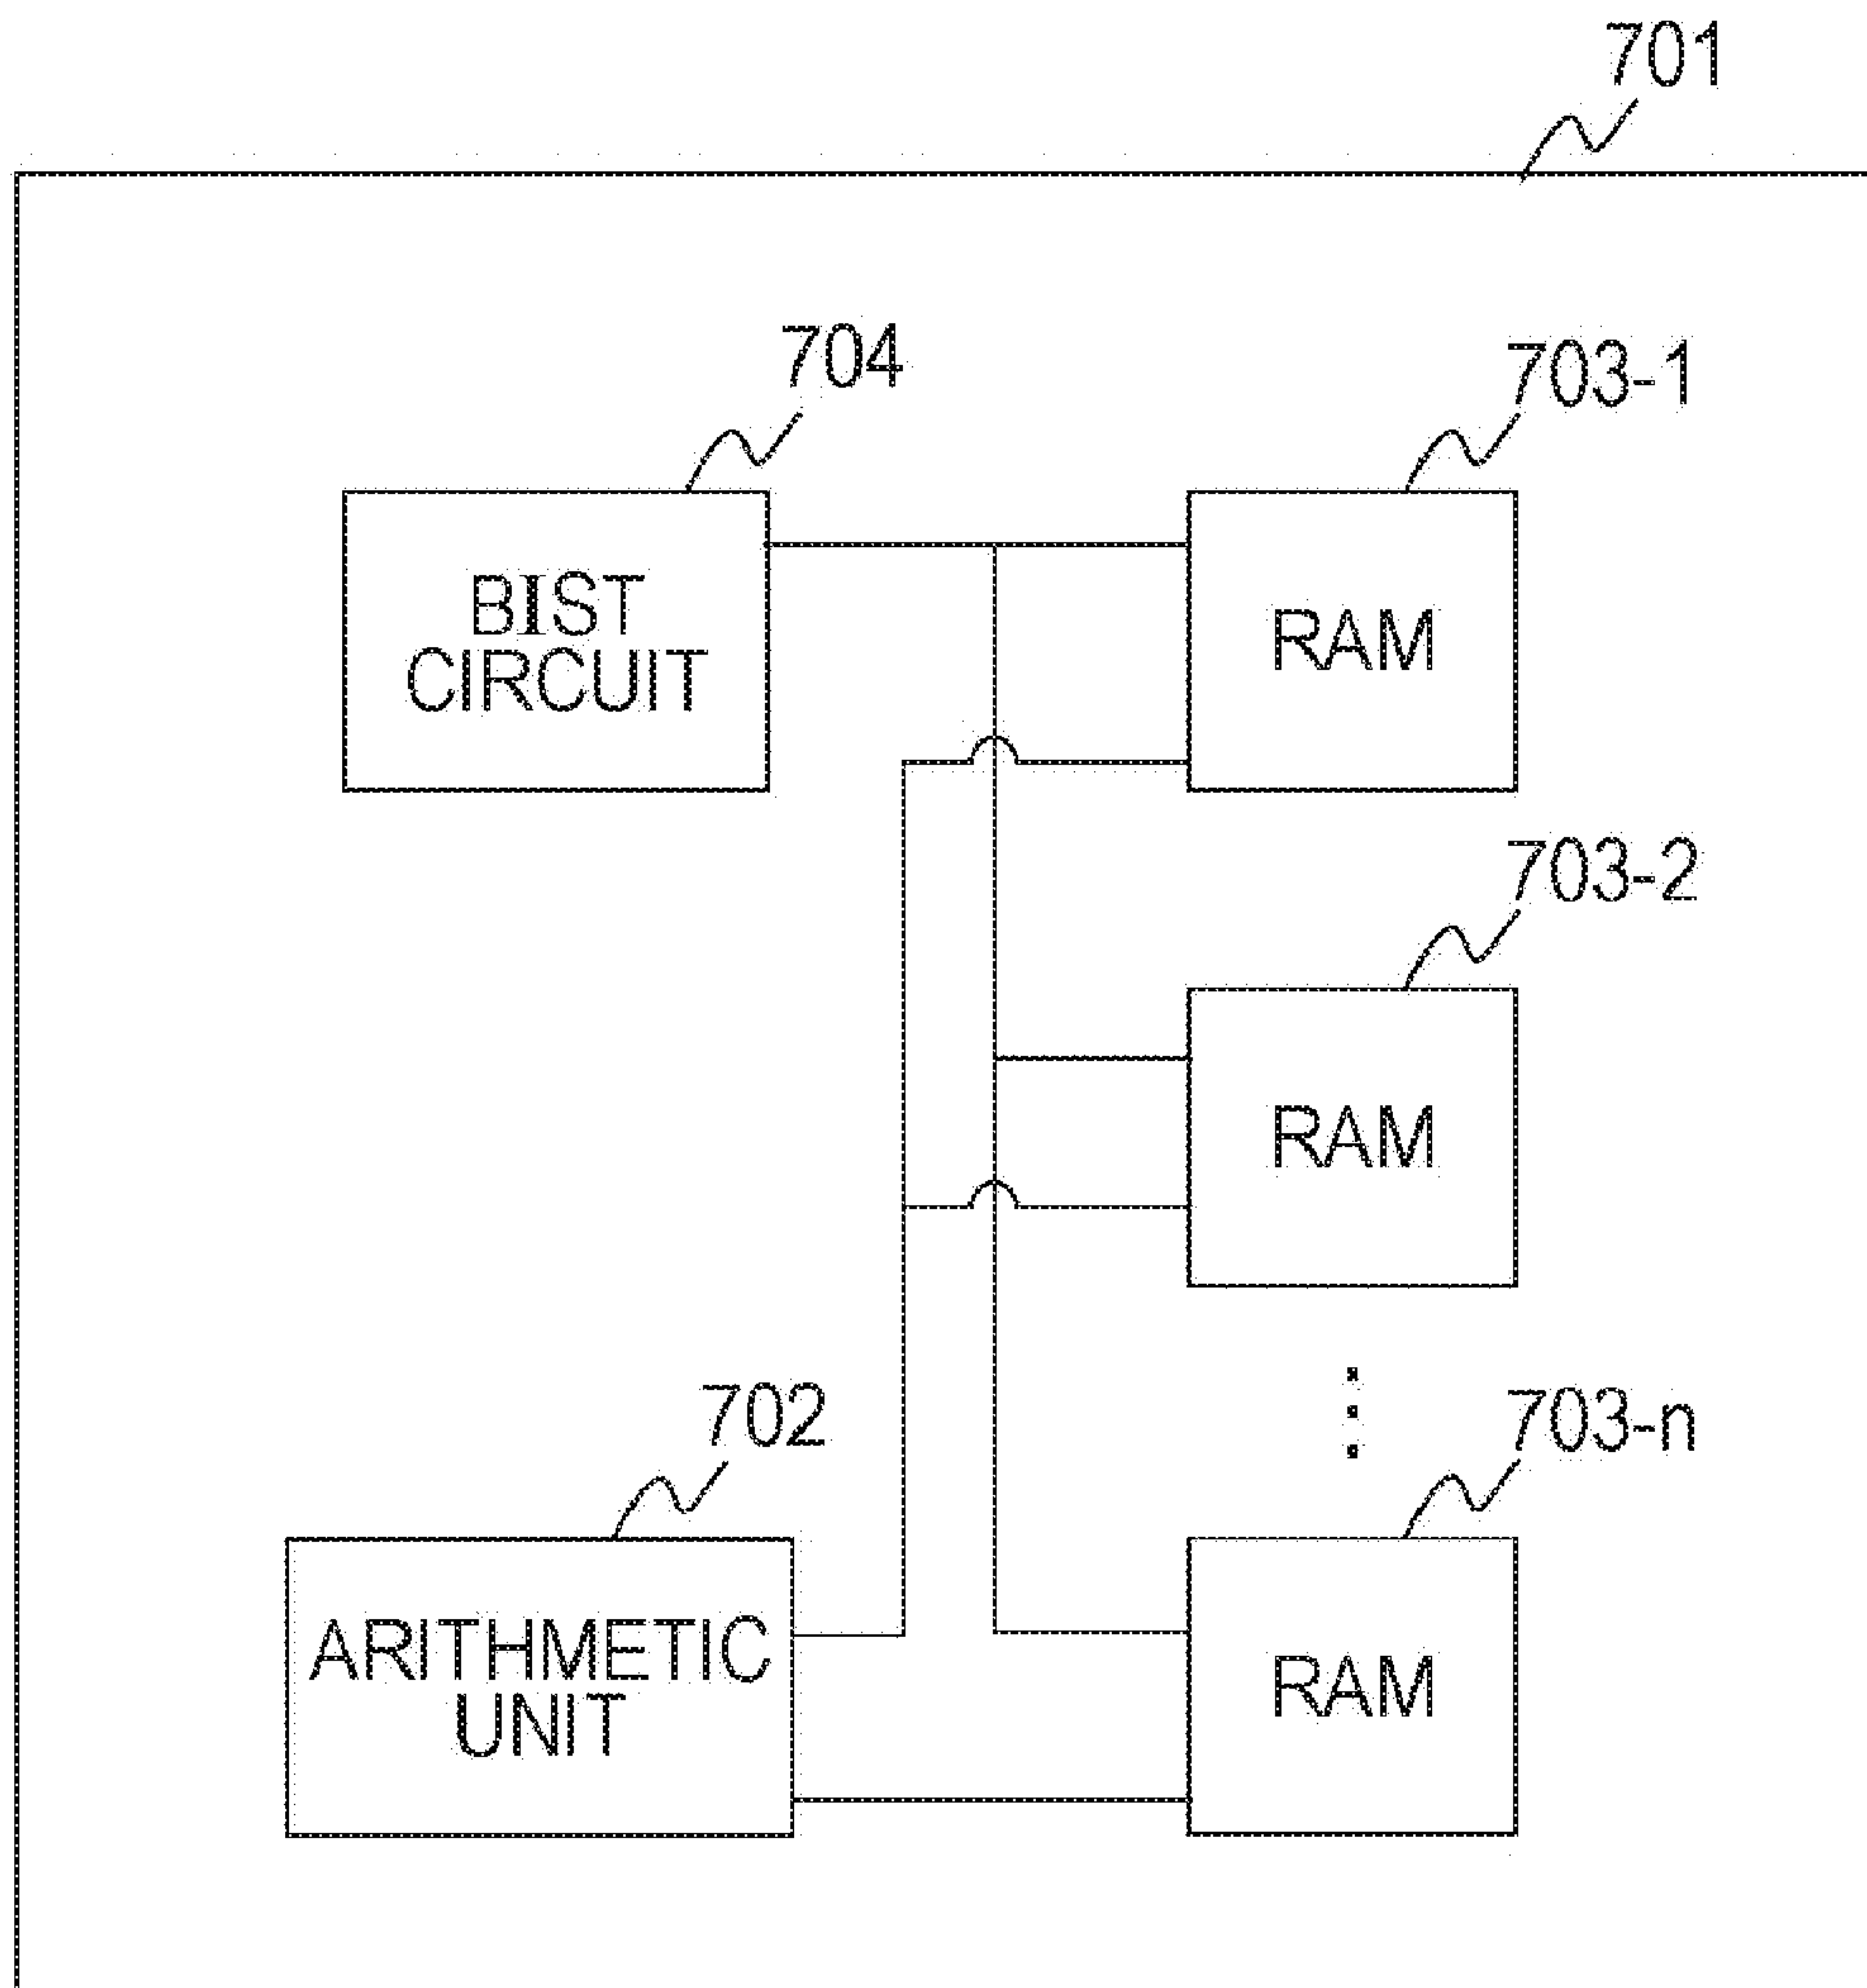 701
704
703-1
BIST
CIRCUIT
RAM
703-2
RAM
702
703-n
ARITHMETIC
UNIT
RAM